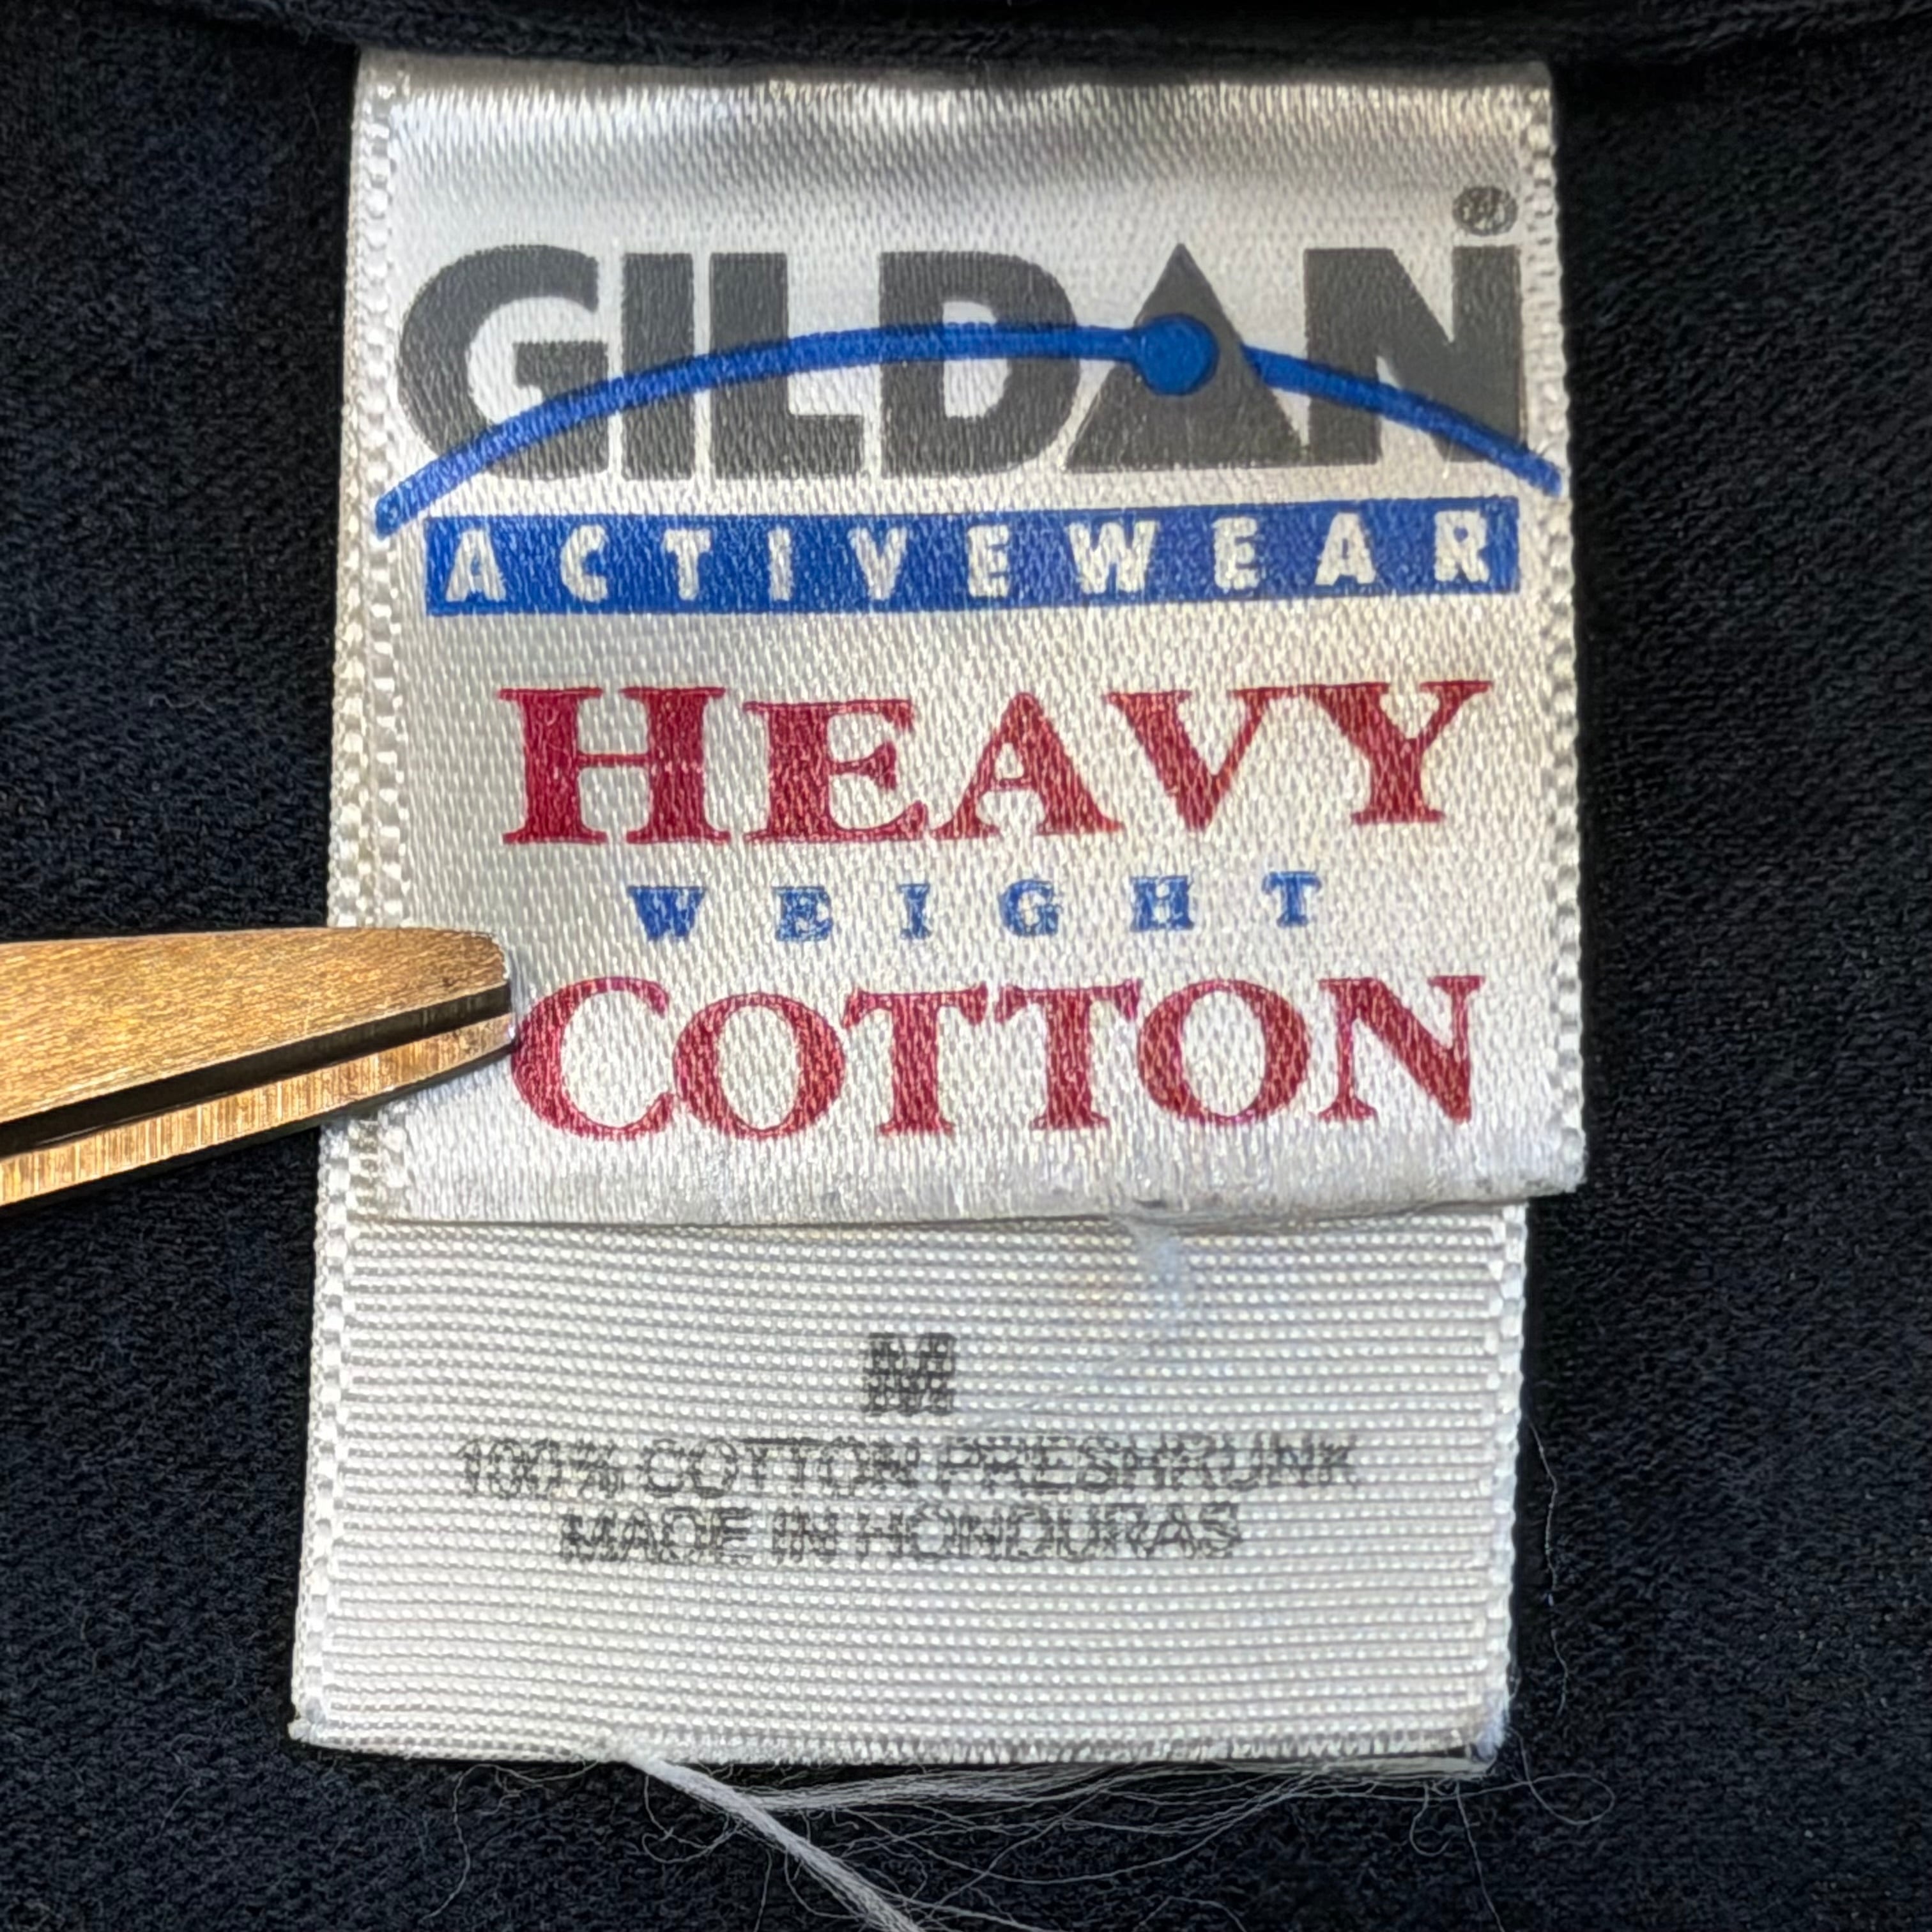 GILDAN®
ACTIVEWEAR
HEAVY
WEIGHT
COTTON
M
100% COTTON PRESHRUNK
MADE IN HONDURAS